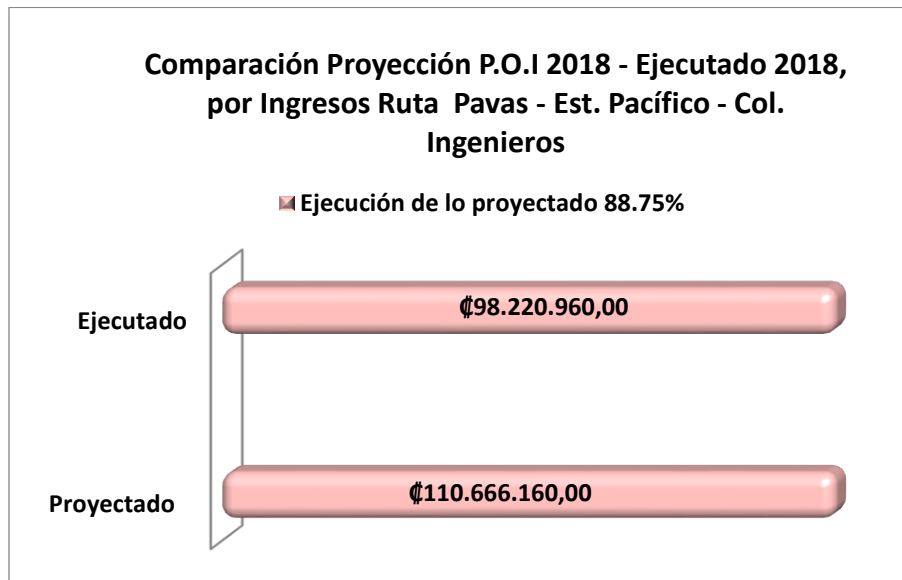 Comparación Proyección P.O.I 2018 - Ejecutado 2018,
por Ingresos Ruta  Pavas - Est. Pacífico - Col.
Ingenieros
Ejecución de lo proyectado 88.75%
Ejecutado
₡98.220.960,00
Proyectado
₡110.666.160,00